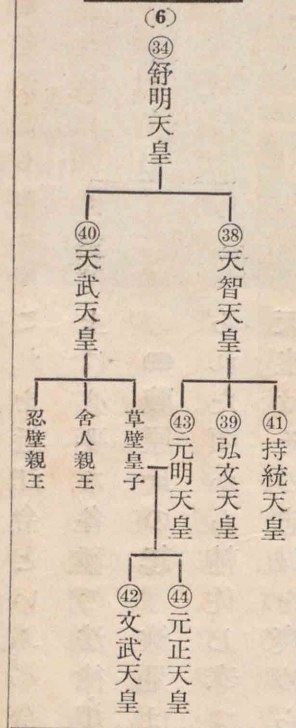 (6)
㉞舒明天皇
㊳天智天皇
㊵天武天皇
㊶持統天皇
㊴弘文天皇
㊸元明天皇
草壁皇子
舍人親王
忍壁親王
㊹元正天皇
㊷文武天皇